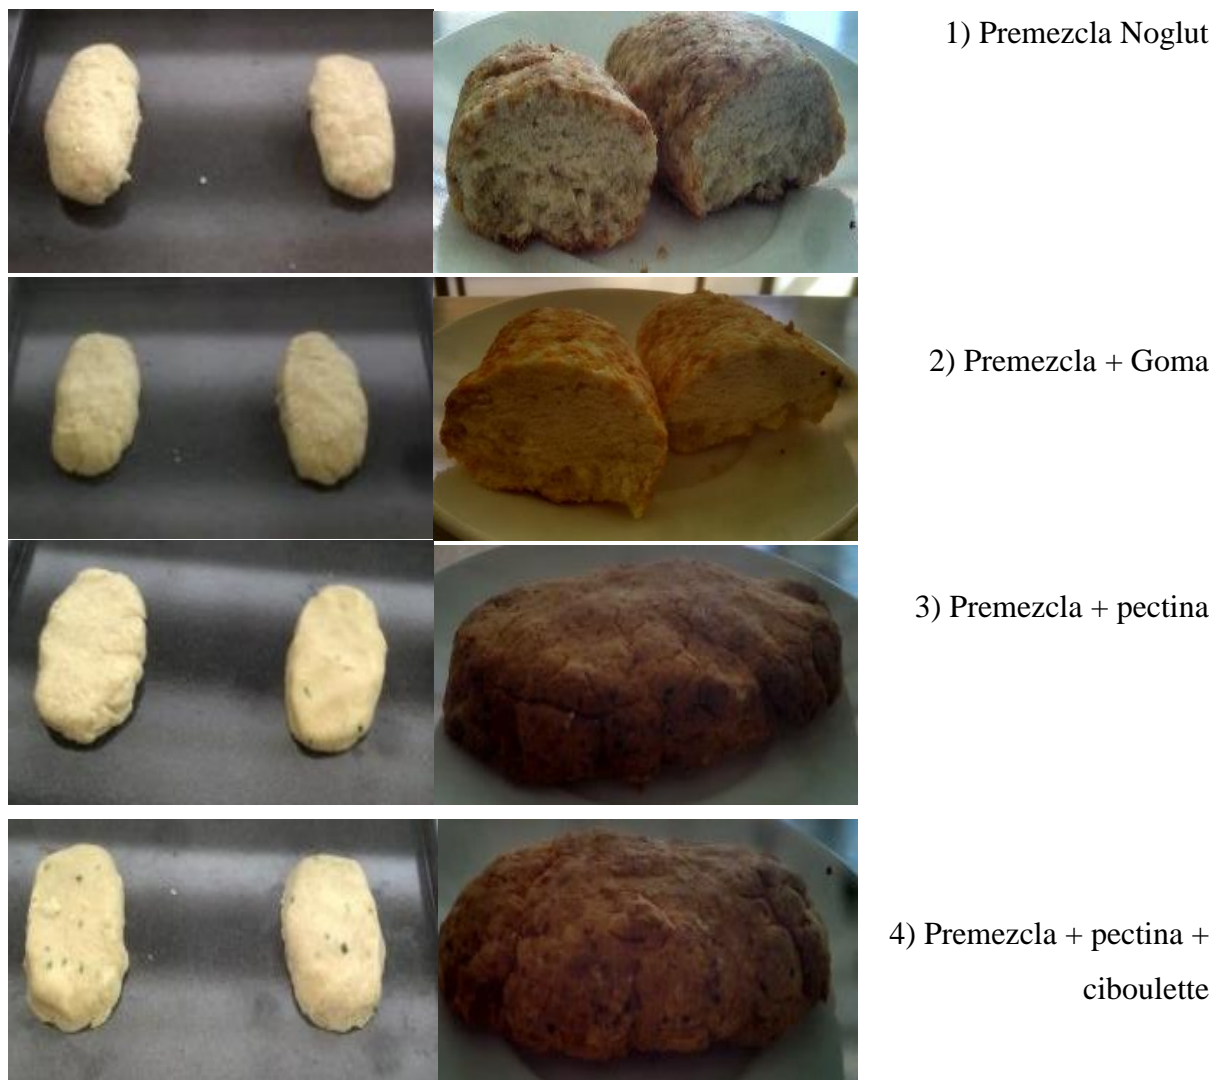 1) Premezcla Noglut
2) Premezcla + Goma
3) Premezcla + pectina
4) Premezcla + pectina +
ciboulette